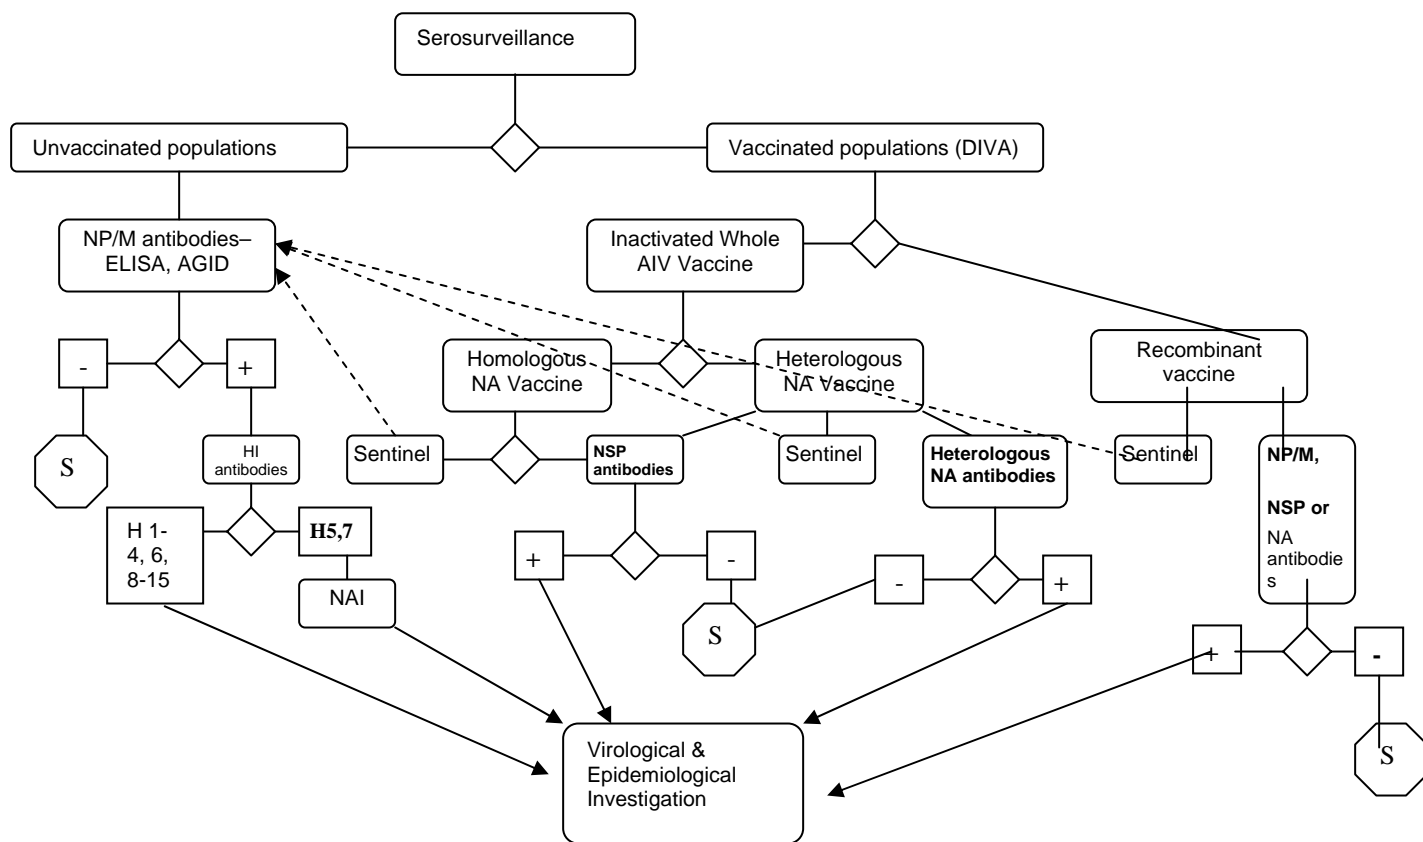 Serosurveillance
Unvaccinated populations
Vaccinated populations (DIVA)
NP/M antibodies–
ELISA, AGID
Inactivated Whole
AIV Vaccine
-
+
Homologous
NA Vaccine
Heterologous
NA Vaccine
Recombinant
vaccine
S
HI
antibodies
Sentinel
NSP
antibodies
Sentinel
Heterologous
NA antibodies
Sentinel
NP/M,
NSP or
NA
antibodie
s
H 1-
4, 6,
8-15
H5,7
NAI
+
-
S
-
+
+
-
S
Virological &
Epidemiological
Investigation